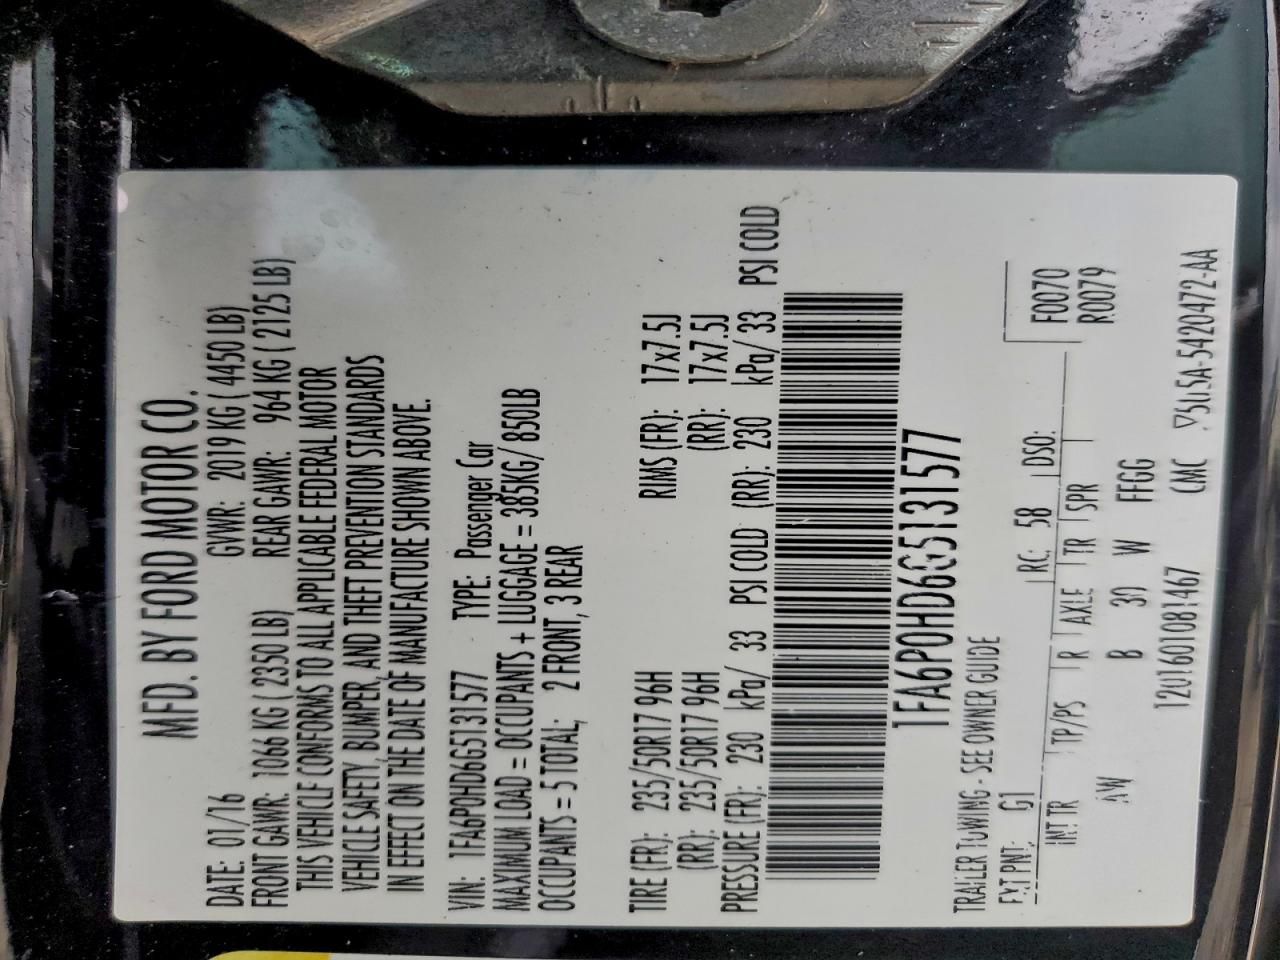 MFD. BY FORD MOTOR CO.
DATE: 01/16 GVWR: 2019 KG ( 4450 LB)
FRONT GAWR: 1066 KG ( 2350 LB) REAR GAWR: 964 KG ( 2125 LB)
THIS VEHICLE CONFORMS TO ALL APPLICABLE FEDERAL MOTOR
VEHICLE SAFETY, BUMPER, AND THEFT PREVENTION STANDARDS
IN EFFECT ON THE DATE OF MANUFACTURE SHOWN ABOVE.
VIN: 1FA6P0HD6G5131577 TYPE: Passenger Car
MAXIMUM LOAD = OCCUPANTS + LUGGAGE = 385KG/ 850LB
OCCUPANTS = 5 TOTAL; 2 FRONT, 3 REAR
TIRE (FR): 235/50R17 96H RIMS (FR): 17x7.5J
(RR): 235/50R17 96H (RR): 17x7.5J
PRESSURE (FR): 230 kPa/ 33 PSI COLD (RR): 230 kPa/ 33 PSI COLD
1FA6P0HD6G5131577
TRAILER TOWING - SEE OWNER GUIDE
EXT PNT: G1 RC: 58 DSO: F0070
INT TR TP/PS R AXLE TR SPR R0079
AW B 30 W FFGG
1201601081467 CMC